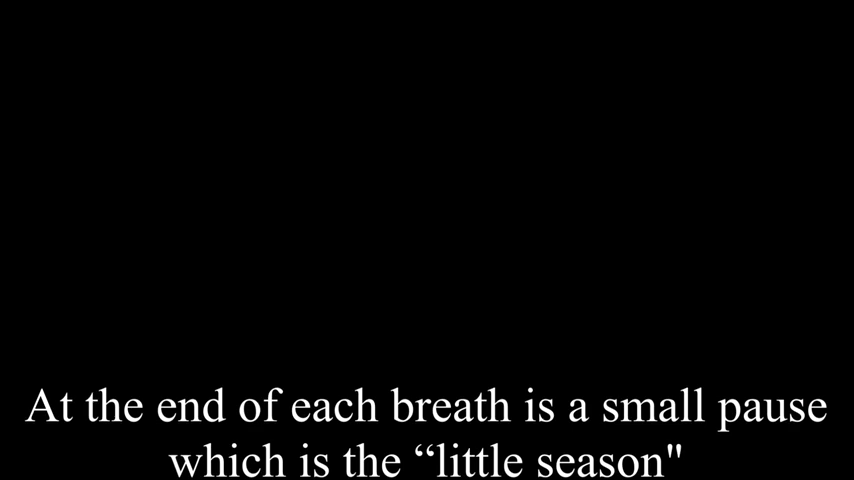 At the end of each breath is a small pause
which is the “little season"